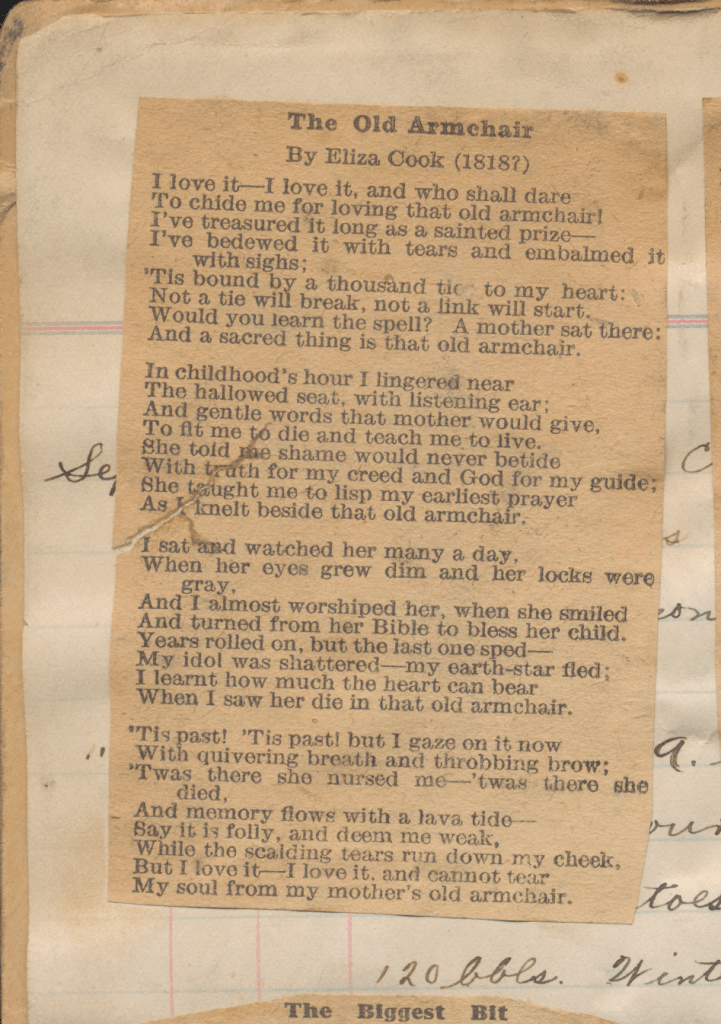 The Old Armchair
By Eliza Cook (1818?)
I love it—I love it, and who shall dare
To chide me for loving that old armchair!
I've treasured it long as a sainted prize—
I've bedewed it with tears and embalmed it
with sighs;
'Tis bound by a thousand to my heart:
Not a tie will break, not a link will start.
Would you learn the spell? A mother sat there:
And a sacred thing is that old armchair.
In childhood's hour I lingered near
The hallowed seat, with listening ear;
And gentle words that mother would give,
To fit me to die and teach me to live.
She told me shame would never betide
With truth for my creed and God for my guide;
She taught me to lisp my earliest prayer
As I knelt beside that old armchair.
I sat and watched her many a day,
When her eyes grew dim and her locks were
gray,
And I almost worshiped her, when she smiled
And turned from her Bible to bless her child.
Years rolled on, but the last one sped—
My idol was shattered—my earth-star fled;
I learnt how much the heart can bear
When I saw her die in that old armchair.
'Tis past! 'Tis past! but I gaze on it now
With quivering breath and throbbing brow;
'Twas there she nursed me—'twas there she
died,
And memory flows with a lava tide—
Say it is folly, and deem me weak,
While the scalding tears run down my cheek,
But I love it—I love it, and cannot tear
My soul from my mother's old armchair.
120 bbls. Wint
The Biggest Bit